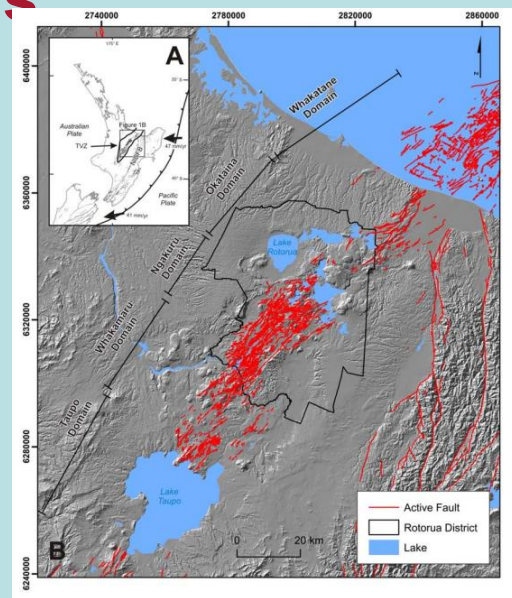 S
2740000
2780000
2820000
2860000
6400000
6360000
6320000
6280000
6240000
A
Figure 1B
Australian
Plate
TVZ
47 mm/yr
Pacific
Plate
41 mm/yr
Whakatane
Domain
Okataina
Domain
Ngakuru
Domain
Whakamaru
Domain
Taupo
Domain
Lake
Rotorua
Lake
Taupo
B
0 20 km
Active Fault
Rotorua District
Lake